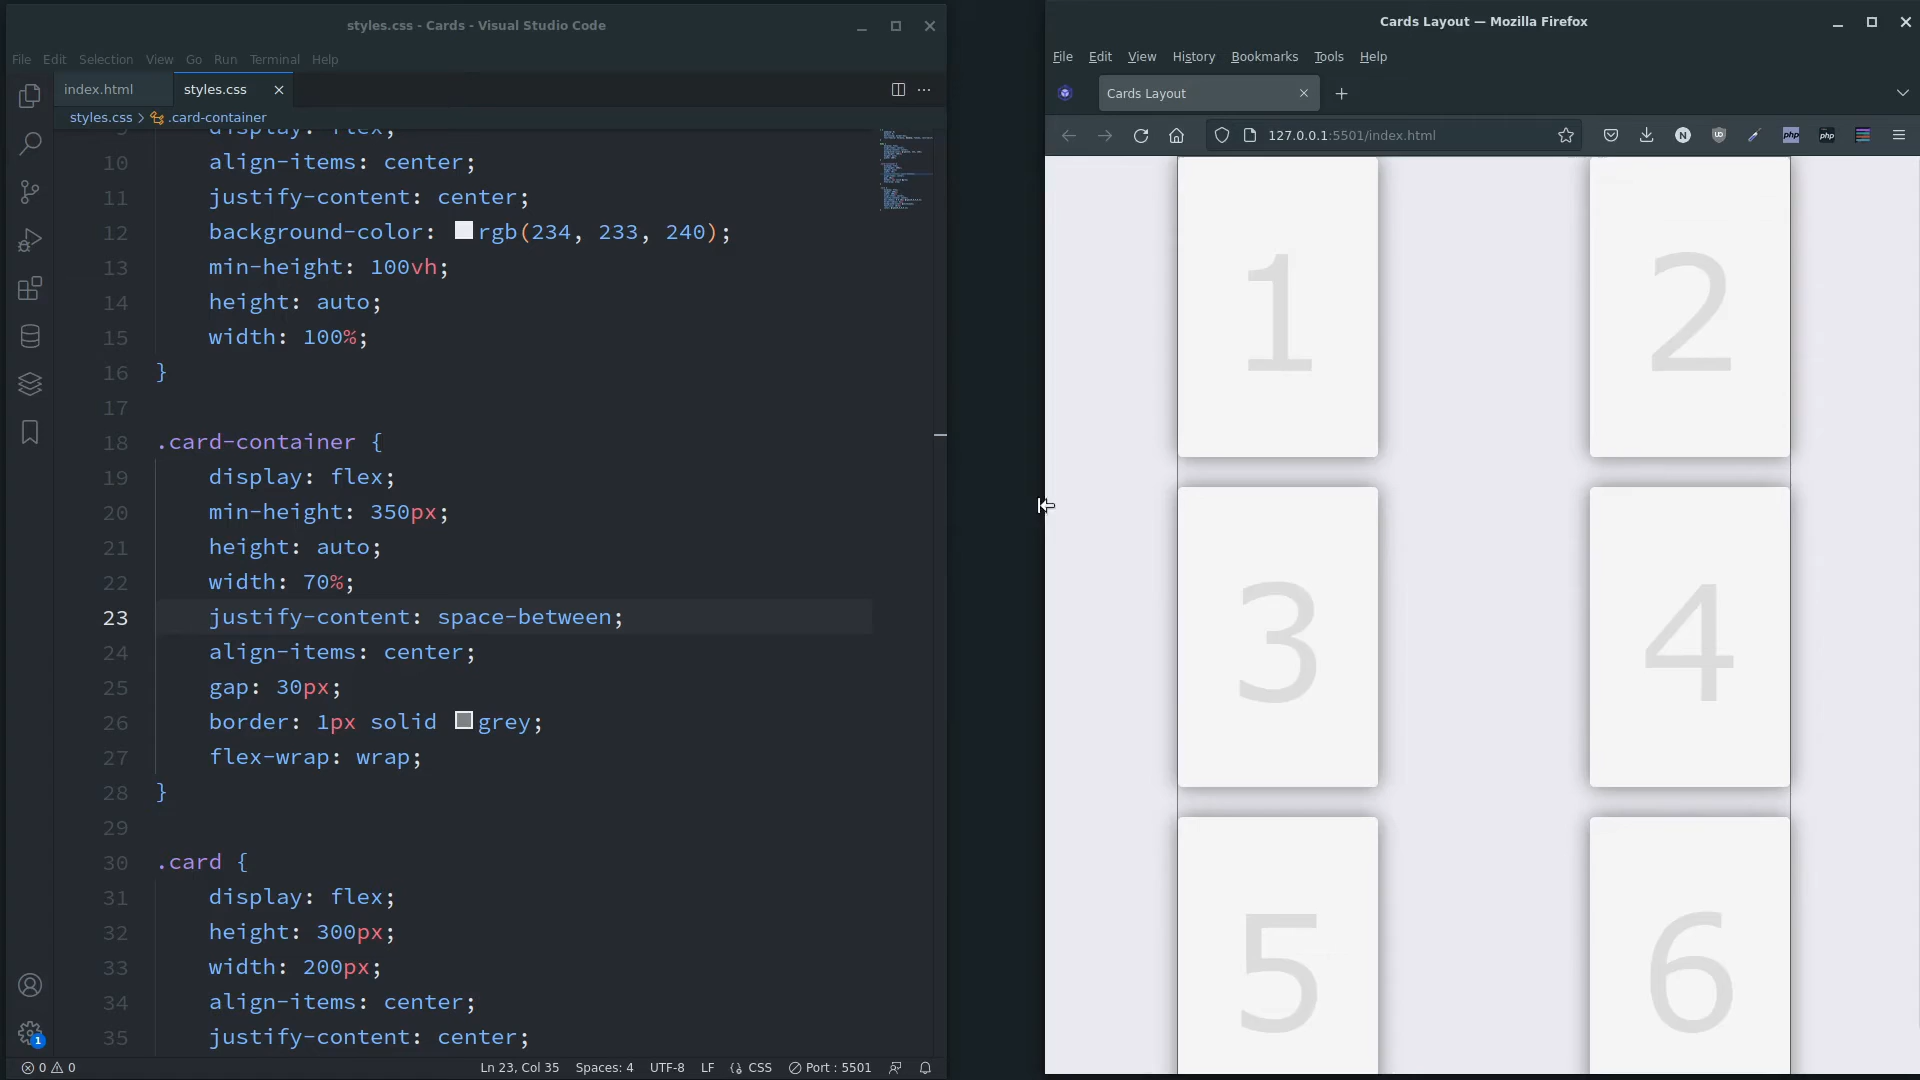 styles.css - Cards - Visual Studio Code
File Edit Selection View Go Run Terminal Help
index.html styles.css
styles.css > .card-container
9 display: flex;
10 align-items: center;
11 justify-content: center;
12 background-color: rgb(234, 233, 240);
13 min-height: 100vh;
14 height: auto;
15 width: 100%;
16 }
17
18 .card-container {
19 display: flex;
20 min-height: 350px;
21 height: auto;
22 width: 70%;
23 justify-content: space-between;
24 align-items: center;
25 gap: 30px;
26 border: 1px solid grey;
27 flex-wrap: wrap;
28 }
29
30 .card {
31 display: flex;
32 height: 300px;
33 width: 200px;
34 align-items: center;
35 justify-content: center;
1
0 0 Ln 23, Col 35 Spaces: 4 UTF-8 LF CSS Port : 5501
Cards Layout — Mozilla Firefox
File Edit View History Bookmarks Tools Help
Cards Layout
127.0.0.1:5501/index.html
N php php
1 2
3 4
5 6